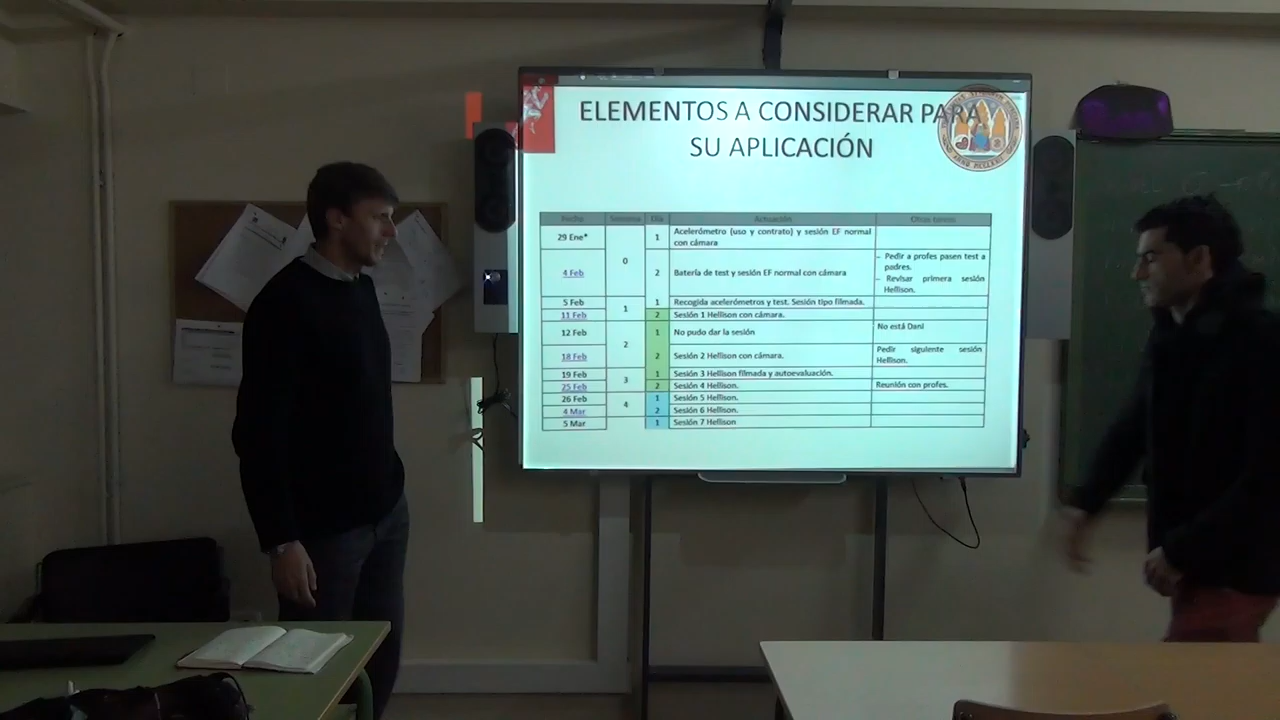 ELEMENTOS A CONSIDERAR PARA
SU APLICACIÓN
Fecha Semana Día Actuación Otras tareas
29 Ene* 0 1 Acelerómetro (uso y contrato) y sesión EF normal
con cámara
4 Feb 2 Batería de test y sesión EF normal con cámara
- Pedir a profes pasen test a
padres.
- Revisar primera sesión
Hellison.
5 Feb 1 1 Recogida acelerómetros y test. Sesión tipo filmada.
11 Feb 2 Sesión 1 Hellison con cámara.
12 Feb 2 1 No pudo dar la sesión No está Dani
18 Feb 2 Sesión 2 Hellison con cámara. Pedir siguiente sesión
Hellison.
19 Feb 3 1 Sesión 3 Hellison filmada y autoevaluación.
25 Feb 2 Sesión 4 Hellison. Reunión con profes.
26 Feb 4 1 Sesión 5 Hellison.
4 Mar 2 Sesión 6 Hellison.
5 Mar 1 Sesión 7 Hellison